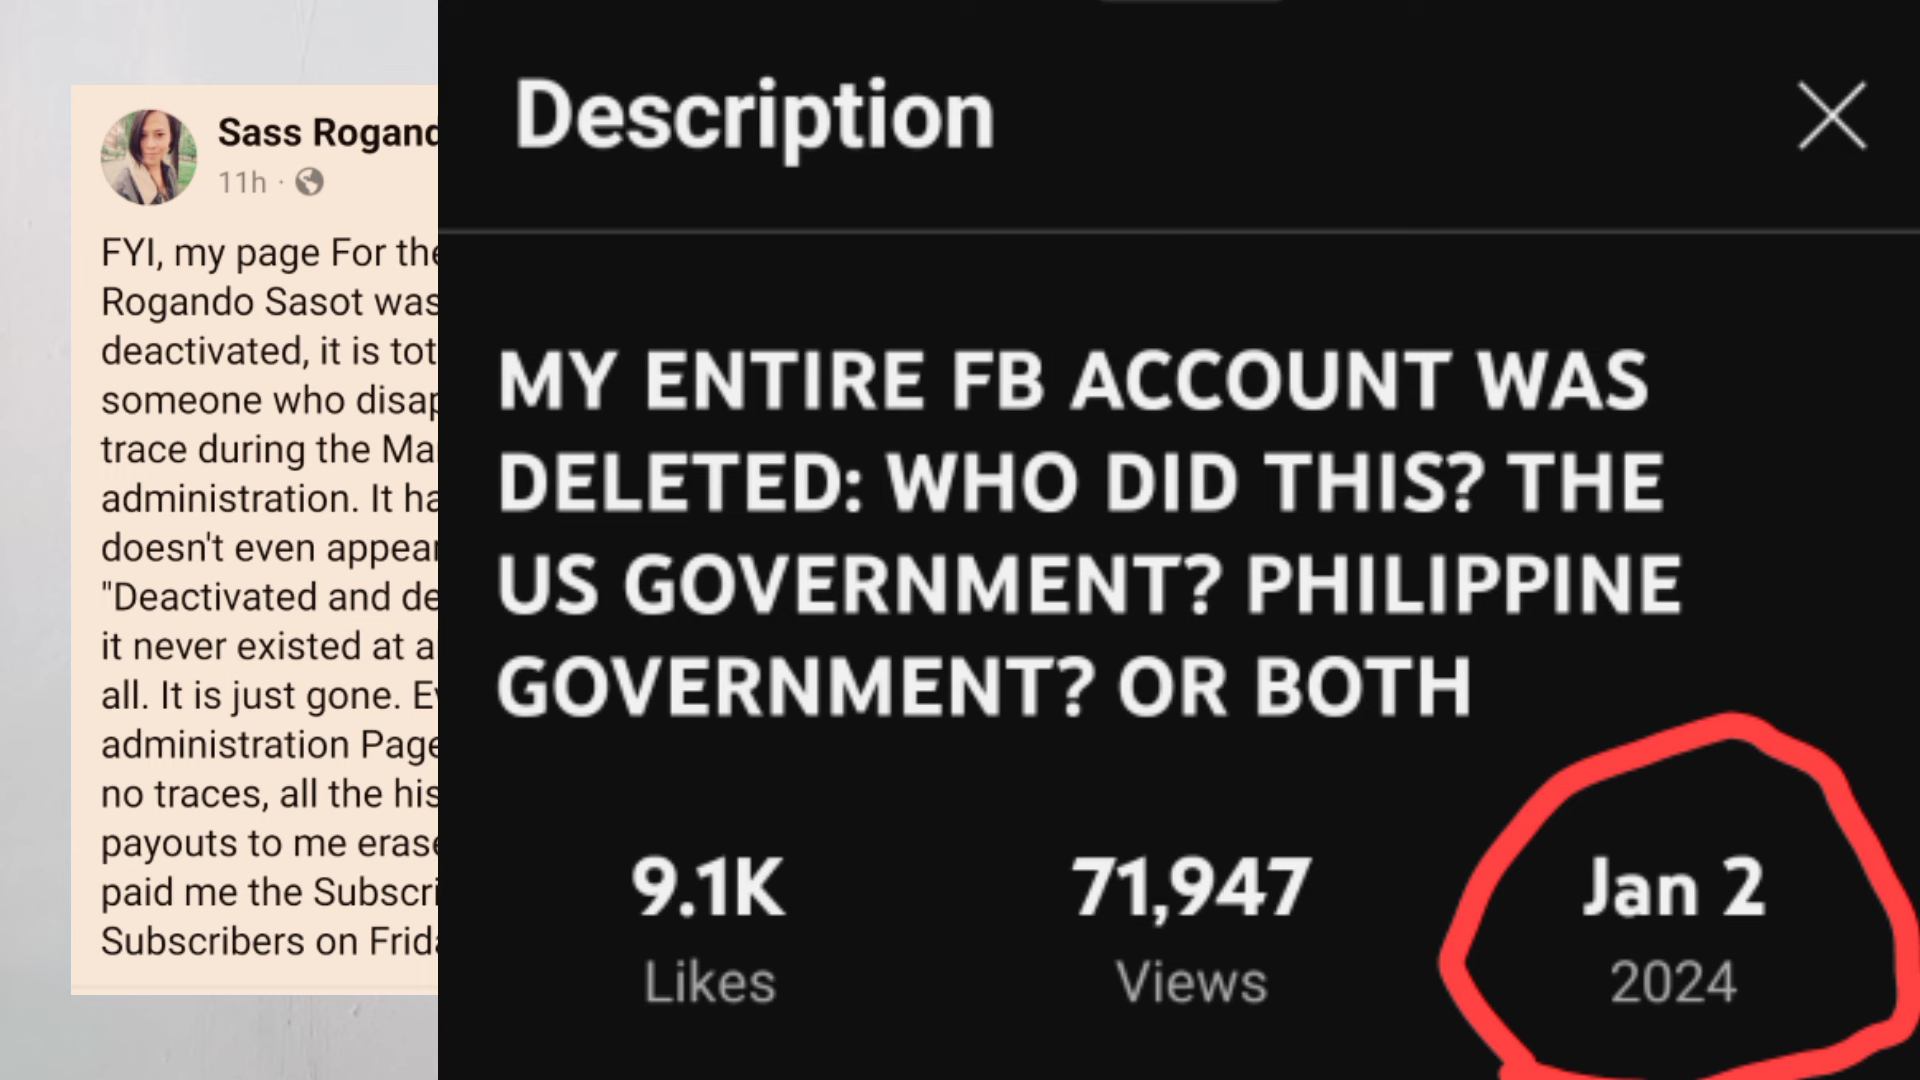 Sass Rogand
11h ·
FYI, my page For the
Rogando Sasot was
deactivated, it is tot
someone who disap
trace during the Mar
administration. It ha
doesn't even appear
"Deactivated and de
it never existed at a
all. It is just gone. Ev
administration Page
no traces, all the his
payouts to me erase
paid me the Subscri
Subscribers on Frida
Description
MY ENTIRE FB ACCOUNT WAS
DELETED: WHO DID THIS? THE
US GOVERNMENT? PHILIPPINE
GOVERNMENT? OR BOTH
9.1K
Likes
71,947
Views
Jan 2
2024